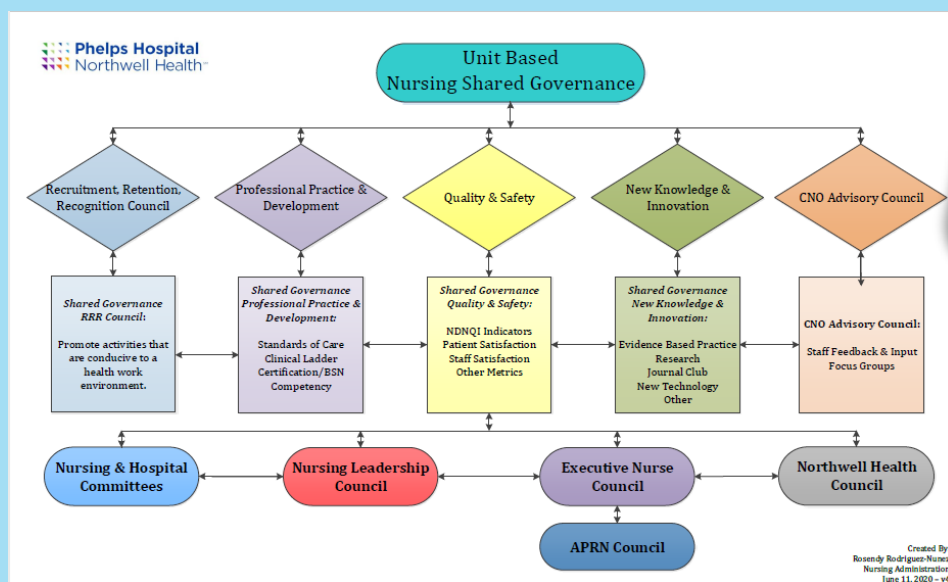 Phelps Hospital
Northwell Health
Unit Based
Nursing Shared Governance
Recruitment, Retention,
Recognition Council
Professional Practice &
Development
Quality & Safety
New Knowledge &
Innovation
CNO Advisory Council
Shared Governance
RRR Council:
Promote activities that
are conducive to a
health work
environment.
Shared Governance
Professional Practice &
Development:
Standards of Care
Clinical Ladder
Certification/BSN
Competency
Shared Governance
Quality & Safety:
NDNQI Indicators
Patient Satisfaction
Staff Satisfaction
Other Metrics
Shared Governance
New Knowledge &
Innovation:
Evidence Based Practice
Research
Journal Club
New Technology
Other
CNO Advisory Council:
Staff Feedback & Input
Focus Groups
Nursing & Hospital
Committees
Nursing Leadership
Council
Executive Nurse
Council
Northwell Health
Council
APRN Council
Created By
Rosendy Rodriguez-Nunez
Nursing Administration
June 11, 2020 –